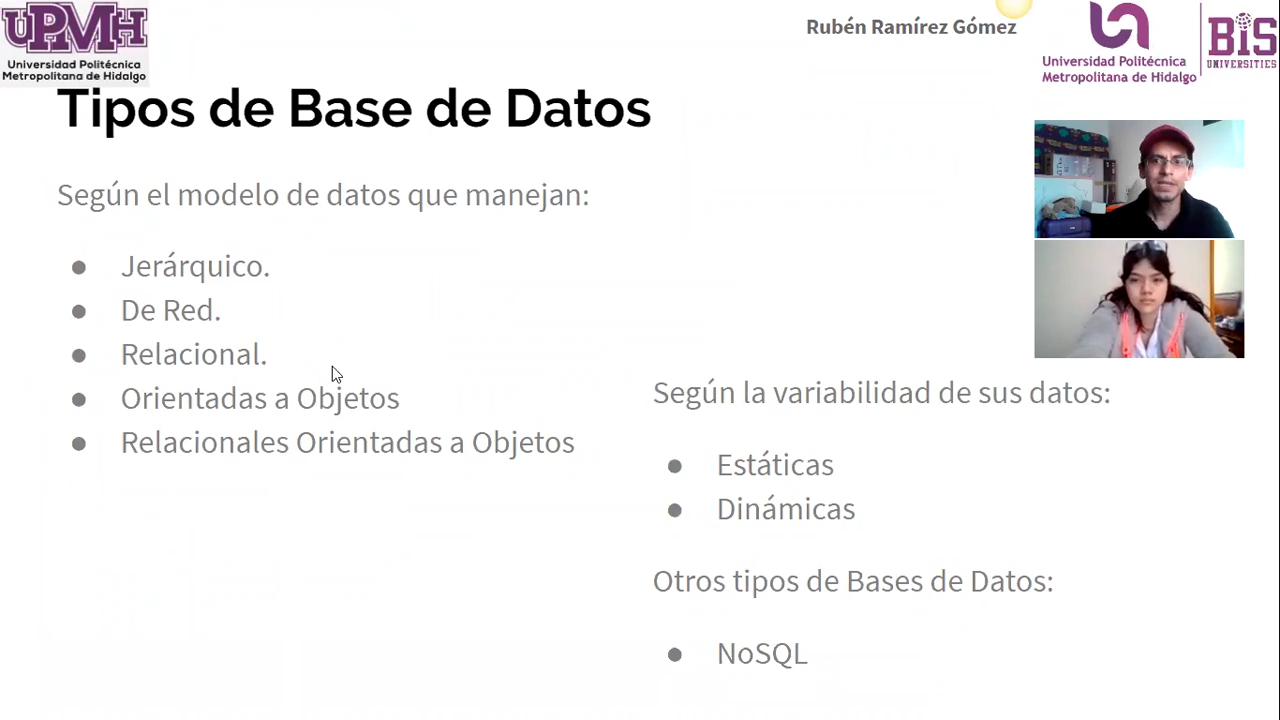 UPMH
Universidad Politécnica
Metropolitana de Hidalgo
Rubén Ramírez Gómez
Universidad Politécnica
Metropolitana de Hidalgo
BIS
UNIVERSITIES
Tipos de Base de Datos
Según el modelo de datos que manejan:
● Jerárquico.
● De Red.
● Relacional.
● Orientadas a Objetos
● Relacionales Orientadas a Objetos
Según la variabilidad de sus datos:
● Estáticas
● Dinámicas
Otros tipos de Bases de Datos:
● NoSQL